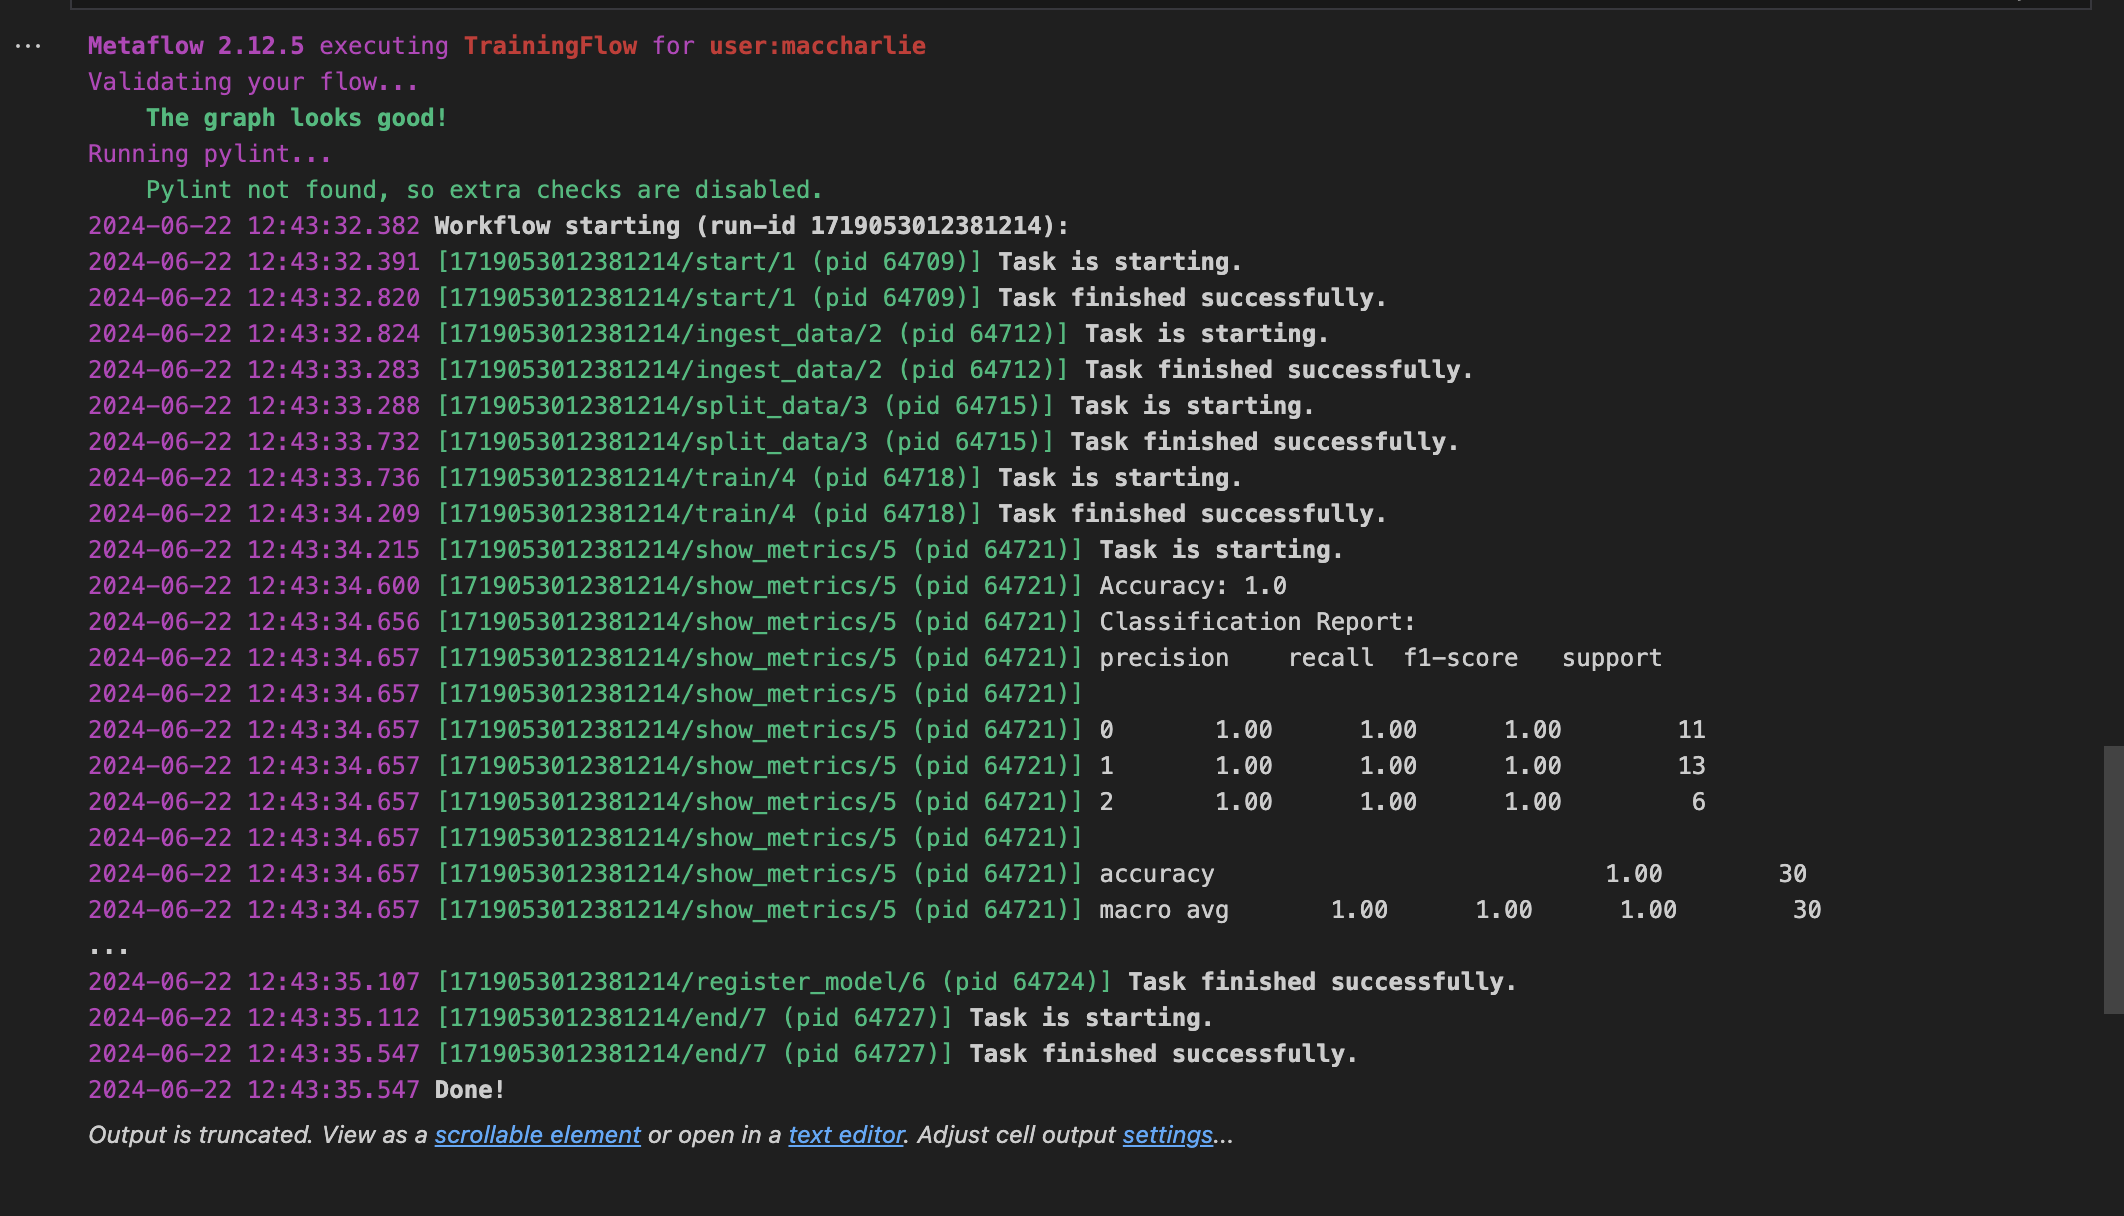 Metaflow 2.12.5 executing TrainingFlow for user:maccharlie
Validating your flow...
    The graph looks good!
Running pylint...
    Pylint not found, so extra checks are disabled.
2024-06-22 12:43:32.382 Workflow starting (run-id 1719053012381214):
2024-06-22 12:43:32.391 [1719053012381214/start/1 (pid 64709)] Task is starting.
2024-06-22 12:43:32.820 [1719053012381214/start/1 (pid 64709)] Task finished successfully.
2024-06-22 12:43:32.824 [1719053012381214/ingest_data/2 (pid 64712)] Task is starting.
2024-06-22 12:43:33.283 [1719053012381214/ingest_data/2 (pid 64712)] Task finished successfully.
2024-06-22 12:43:33.288 [1719053012381214/split_data/3 (pid 64715)] Task is starting.
2024-06-22 12:43:33.732 [1719053012381214/split_data/3 (pid 64715)] Task finished successfully.
2024-06-22 12:43:33.736 [1719053012381214/train/4 (pid 64718)] Task is starting.
2024-06-22 12:43:34.209 [1719053012381214/train/4 (pid 64718)] Task finished successfully.
2024-06-22 12:43:34.215 [1719053012381214/show_metrics/5 (pid 64721)] Task is starting.
2024-06-22 12:43:34.600 [1719053012381214/show_metrics/5 (pid 64721)] Accuracy: 1.0
2024-06-22 12:43:34.656 [1719053012381214/show_metrics/5 (pid 64721)] Classification Report:
2024-06-22 12:43:34.657 [1719053012381214/show_metrics/5 (pid 64721)] precision    recall  f1-score   support
2024-06-22 12:43:34.657 [1719053012381214/show_metrics/5 (pid 64721)]
2024-06-22 12:43:34.657 [1719053012381214/show_metrics/5 (pid 64721)] 0       1.00      1.00      1.00        11
2024-06-22 12:43:34.657 [1719053012381214/show_metrics/5 (pid 64721)] 1       1.00      1.00      1.00        13
2024-06-22 12:43:34.657 [1719053012381214/show_metrics/5 (pid 64721)] 2       1.00      1.00      1.00         6
2024-06-22 12:43:34.657 [1719053012381214/show_metrics/5 (pid 64721)]
2024-06-22 12:43:34.657 [1719053012381214/show_metrics/5 (pid 64721)] accuracy                           1.00        30
2024-06-22 12:43:34.657 [1719053012381214/show_metrics/5 (pid 64721)] macro avg       1.00      1.00      1.00        30
...
2024-06-22 12:43:35.107 [1719053012381214/register_model/6 (pid 64724)] Task finished successfully.
2024-06-22 12:43:35.112 [1719053012381214/end/7 (pid 64727)] Task is starting.
2024-06-22 12:43:35.547 [1719053012381214/end/7 (pid 64727)] Task finished successfully.
2024-06-22 12:43:35.547 Done!
Output is truncated. View as a scrollable element or open in a text editor. Adjust cell output settings...